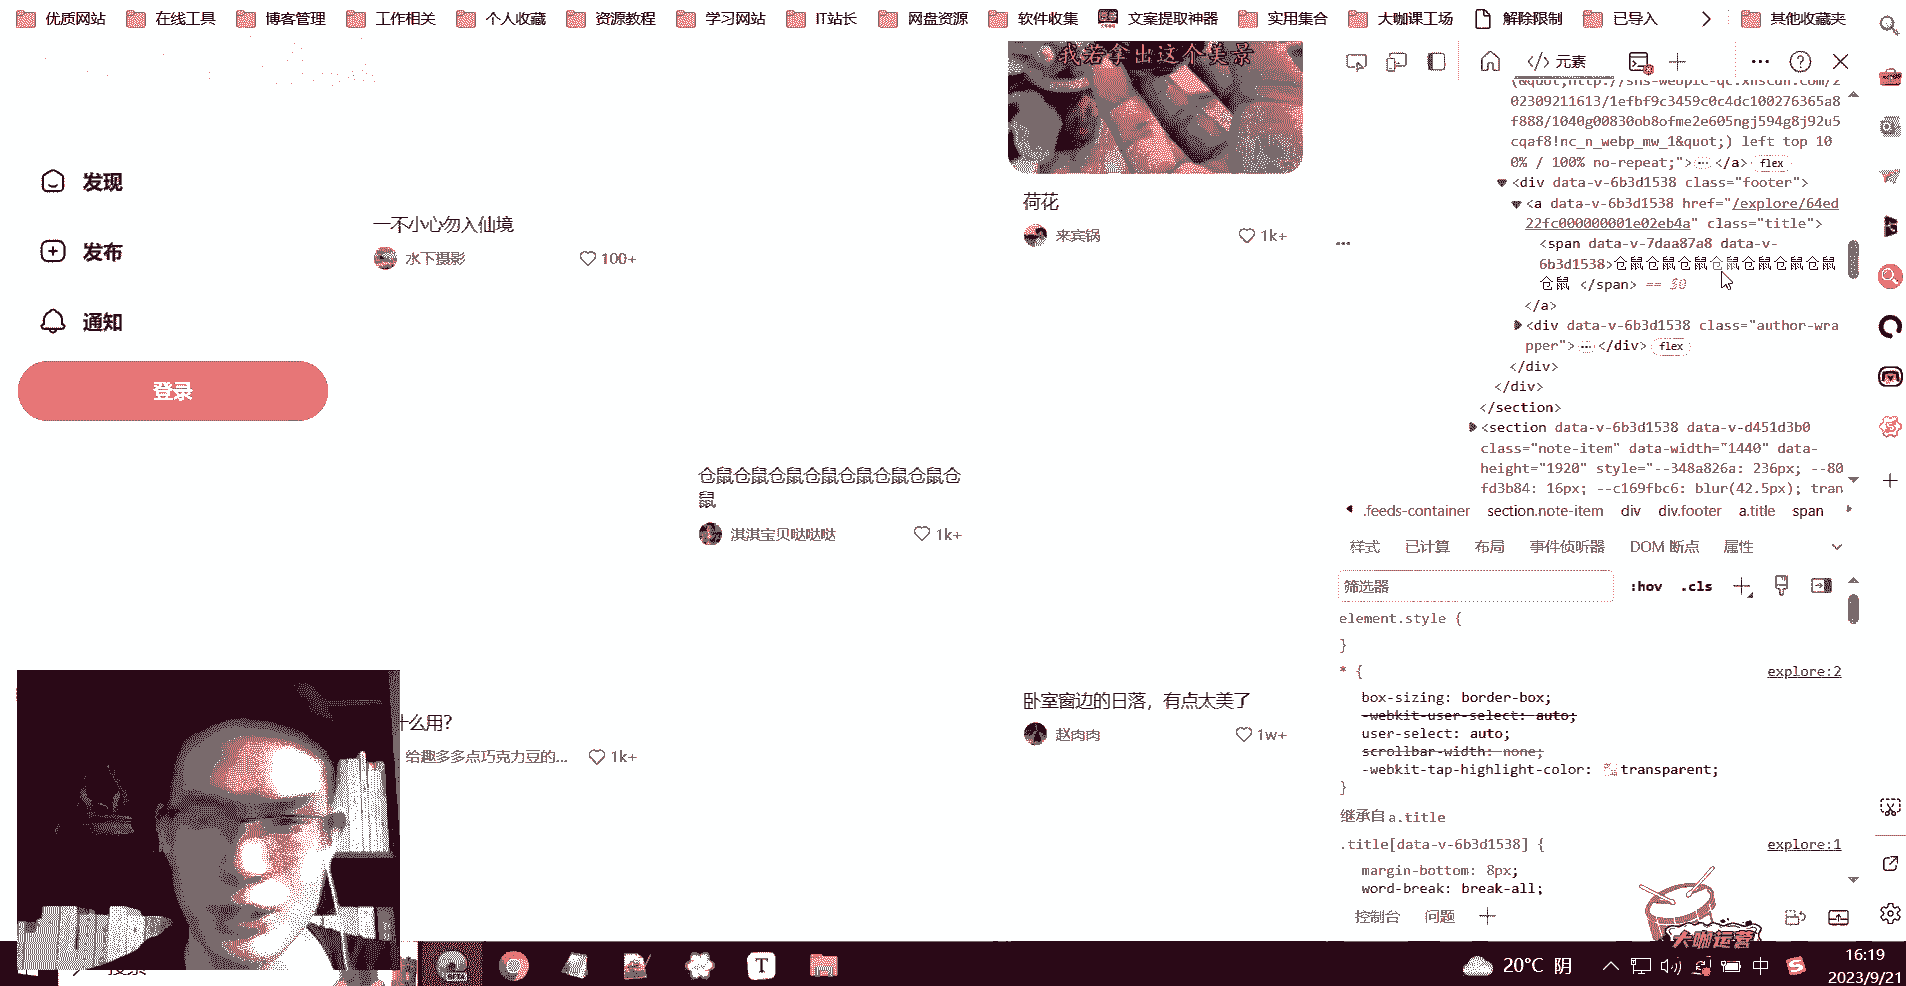 优质网站 在线工具 博客管理 工作相关 个人收藏 资源教程 学习网站 IT站长 网盘资源 软件收集 文案提取神器 实用集合 大咖课工场 解除限制 已导入 其他收藏夹
我若拿出这个美景
发现
发布
通知
登录
一不小心勿入仙境
水下摄影 100+
荷花
来宾锅 1k+
仓鼠仓鼠仓鼠仓鼠仓鼠仓鼠仓鼠仓
鼠
淇淇宝贝哒哒哒 1k+
什么用?
给趣多多点巧克力豆的... 1k+
卧室窗边的日落，有点太美了
赵肉肉 1w+
元素
(&quot;http://sns-webpic-qc.xhscdn.com/2
02309211613/1efbf9c3459c0c4dc100276365a8
f888/1040g00830ob8ofme2e605ngj594g8j92u5
cqaf8!nc_n_webp_mw_1&quot;) left top 10
0% / 100% no-repeat;">…</a> flex
<div data-v-6b3d1538 class="footer">
<a data-v-6b3d1538 href="/explore/64ed
22fc000000001e02eb4a" class="title">
<span data-v-7daa87a8 data-v-
6b3d1538>仓鼠仓鼠仓鼠仓鼠仓鼠仓鼠仓鼠
仓鼠 </span> == $0
</a>
<div data-v-6b3d1538 class="author-wra
pper">…</div> flex
</div>
</div>
</section>
<section data-v-6b3d1538 data-v-d451d3b0
class="note-item" data-width="1440" data-
height="1920" style="--348a826a: 236px; --80
fd3b84: 16px; --c169fbc6: blur(42.5px); tran
.feeds-container section.note-item div div.footer a.title span
样式 已计算 布局 事件侦听器 DOM 断点 属性
筛选器 :hov .cls
element.style {
}
* { explore:2
box-sizing: border-box;
-webkit-user-select: auto;
user-select: auto;
scrollbar-width: none;
-webkit-tap-highlight-color: transparent;
}
继承自 a.title
.title[data-v-6b3d1538] { explore:1
margin-bottom: 8px;
word-break: break-all;
控制台 问题
大咖运营
20°C 阴 中 16:19
2023/9/21